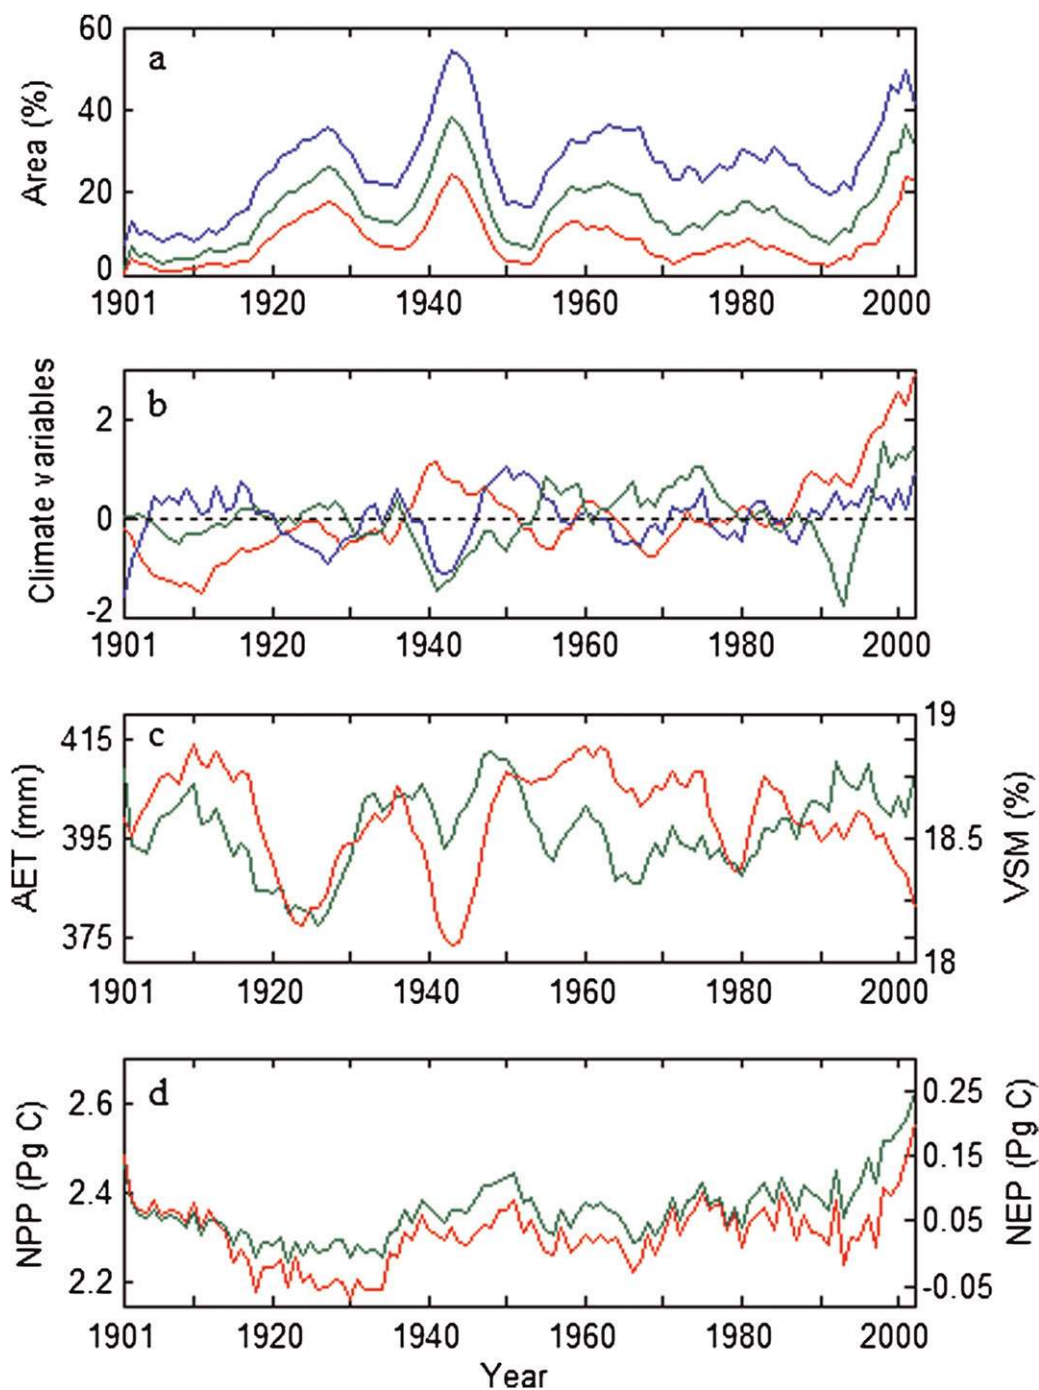 a
Area (%)
60
40
20
0
1901 1920 1940 1960 1980 2000
b
Climate variables
2
0
-2
1901 1920 1940 1960 1980 2000
c
AET (mm)
415
395
375
19
18.5
18
VSM (%)
1901 1920 1940 1960 1980 2000
d
NPP (Pg C)
2.6
2.4
2.2
0.25
0.15
0.05
-0.05
NEP (Pg C)
1901 1920 1940 1960 1980 2000
Year